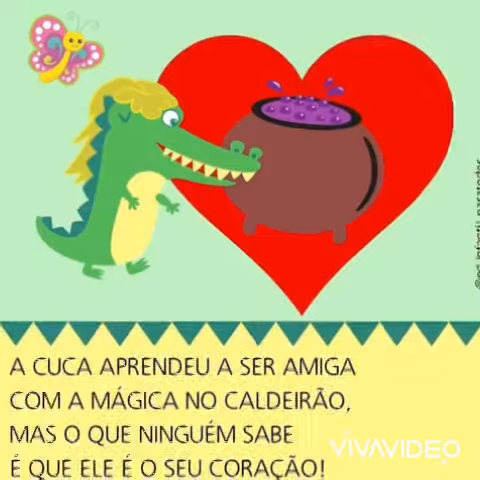 A CUCA APRENDEU A SER AMIGA
COM A MÁGICA NO CALDEIRÃO,
MAS O QUE NINGUÉM SABE
É QUE ELE É O SEU CORAÇÃO!
VIVAVIDEO